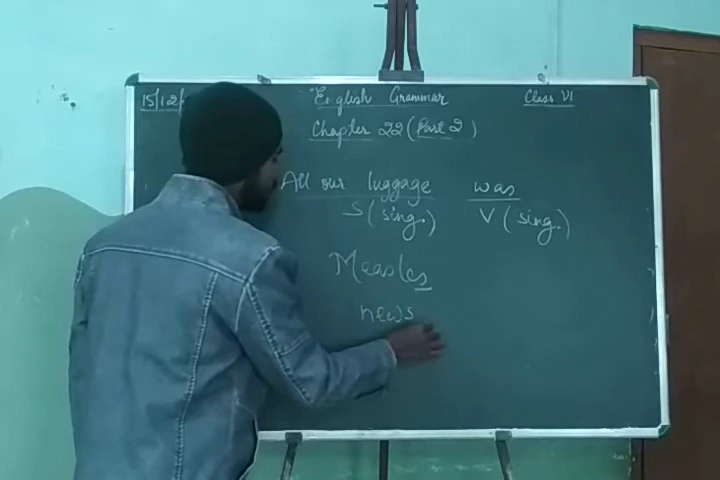 15/12/ English Grammar Class VI
Chapter 22 (Part 2)
All our luggage was
S (sing.) V (sing.)
Measles
news